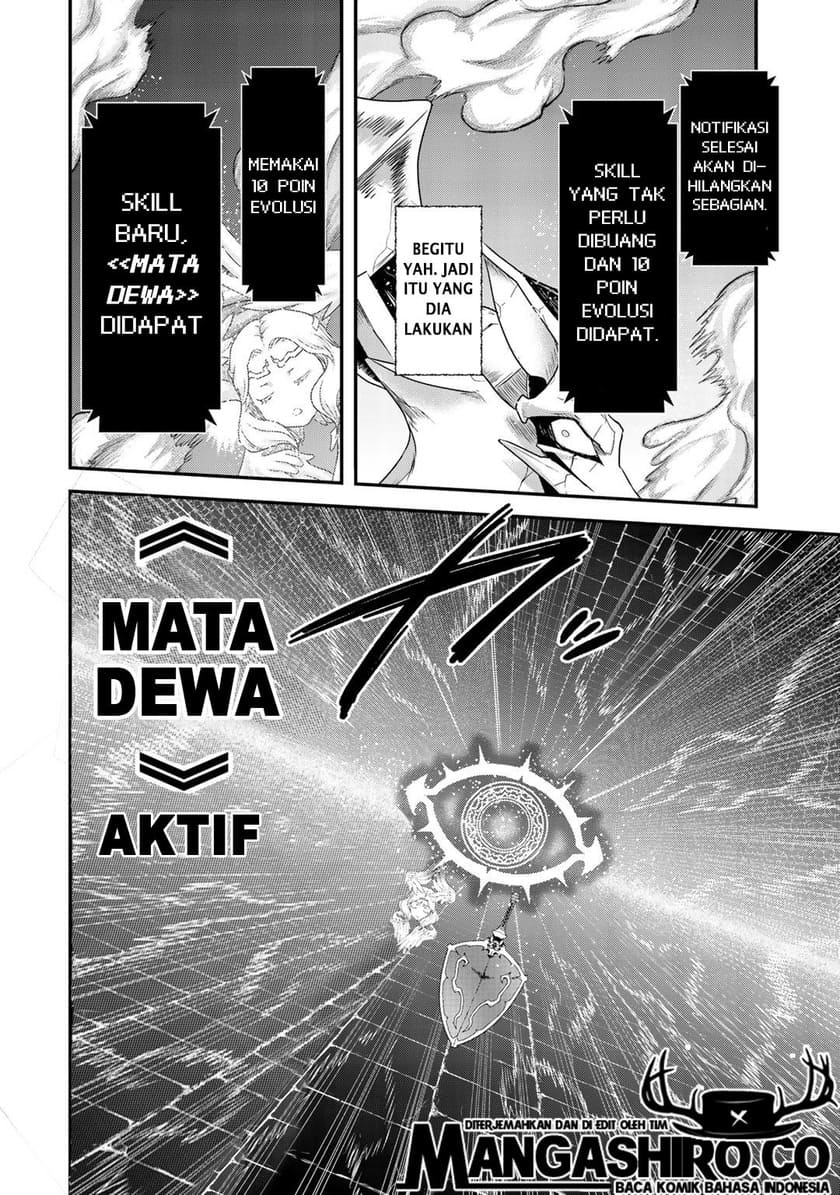 NOTIFIKASI
SELESAI
AKAN DI-
HILANGKAN
SEBAGIAN.
SKILL
YANG TAK
PERLU
DIBUANG
DAN 10
POIN
EVOLUSI
DIDAPAT.
BEGITU
YAH. JADI
ITU YANG
DIA
LAKUKAN
MEMAKAI
10 POIN
EVOLUSI
SKILL
BARU,
<<MATA
DEWA>>
DIDAPAT
《
MATA
DEWA
》
AKTIF
カッ
DITERJEMAHKAN DAN DI EDIT OLEH TIM
MANGASHIRO.CO
BACA KOMIK BAHASA INDONESIA